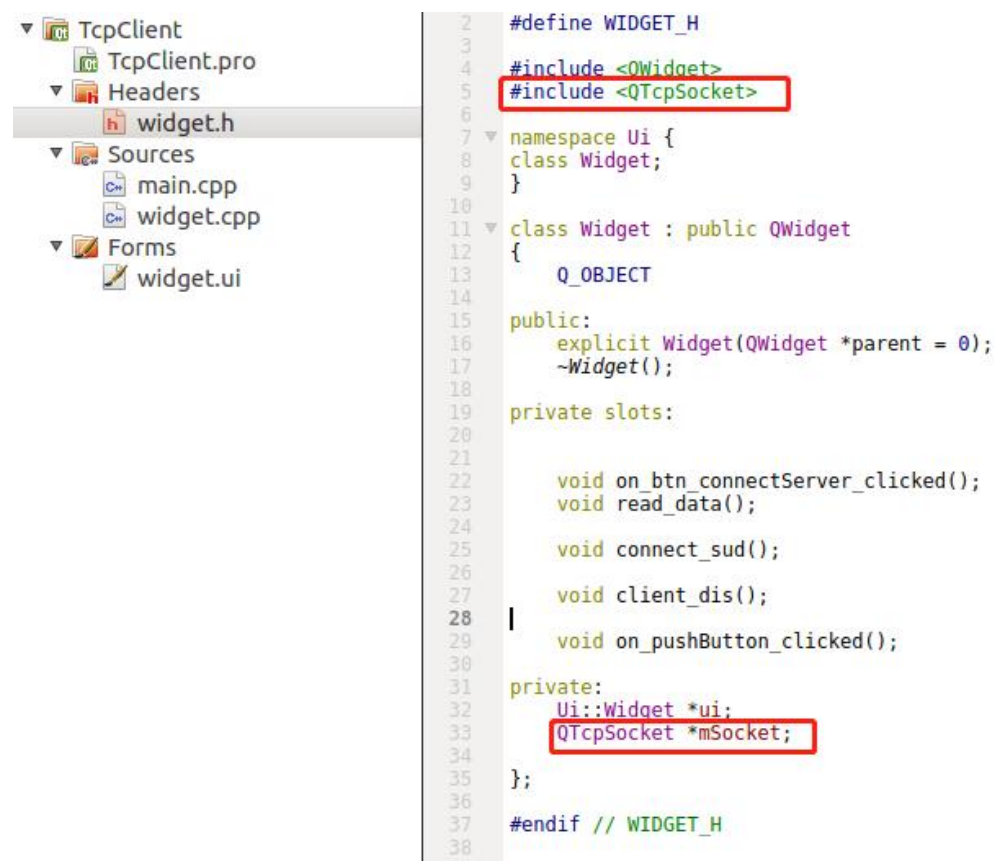 TcpClient
TcpClient.pro
Headers
widget.h
Sources
main.cpp
widget.cpp
Forms
widget.ui
2 #define WIDGET_H
3
4 #include <QWidget>
5 #include <QTcpSocket>
6
7 namespace Ui {
8 class Widget;
9 }
10
11 class Widget : public QWidget
12 {
13 Q_OBJECT
14
15 public:
16 explicit Widget(QWidget *parent = 0);
17 ~Widget();
18
19 private slots:
20
21
22 void on_btn_connectServer_clicked();
23 void read_data();
24
25 void connect_sud();
26
27 void client_dis();
28
29 void on_pushButton_clicked();
30
31 private:
32 Ui::Widget *ui;
33 QTcpSocket *mSocket;
34
35 };
36
37 #endif // WIDGET_H
38